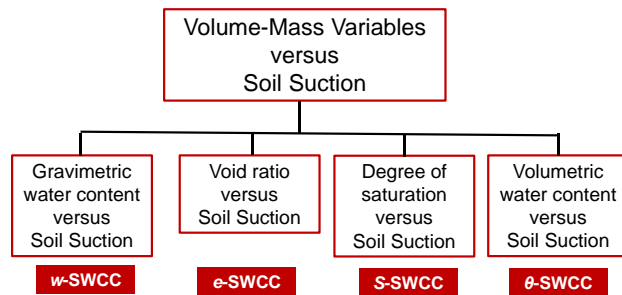 Volume-Mass Variables
versus
Soil Suction
Gravimetric
water content
versus
Soil Suction
Void ratio
versus
Soil Suction
Degree of
saturation
versus
Soil Suction
Volumetric
water content
versus
Soil Suction
w-SWCC
e-SWCC
S-SWCC
θ-SWCC